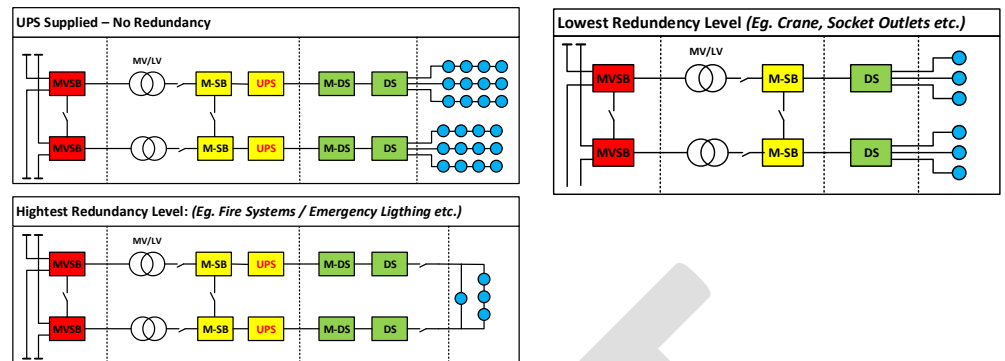 UPS Supplied – No Redundancy
MV/LV
MVSB M-SB UPS M-DS DS
MVSB M-SB UPS M-DS DS
Hightest Redundancy Level: (Eg. Fire Systems / Emergency Ligthing etc.)
MV/LV
MVSB M-SB UPS M-DS DS
MVSB M-SB UPS M-DS DS
Lowest Redundency Level (Eg. Crane, Socket Outlets etc.)
MV/LV
MVSB M-SB DS
MVSB M-SB DS